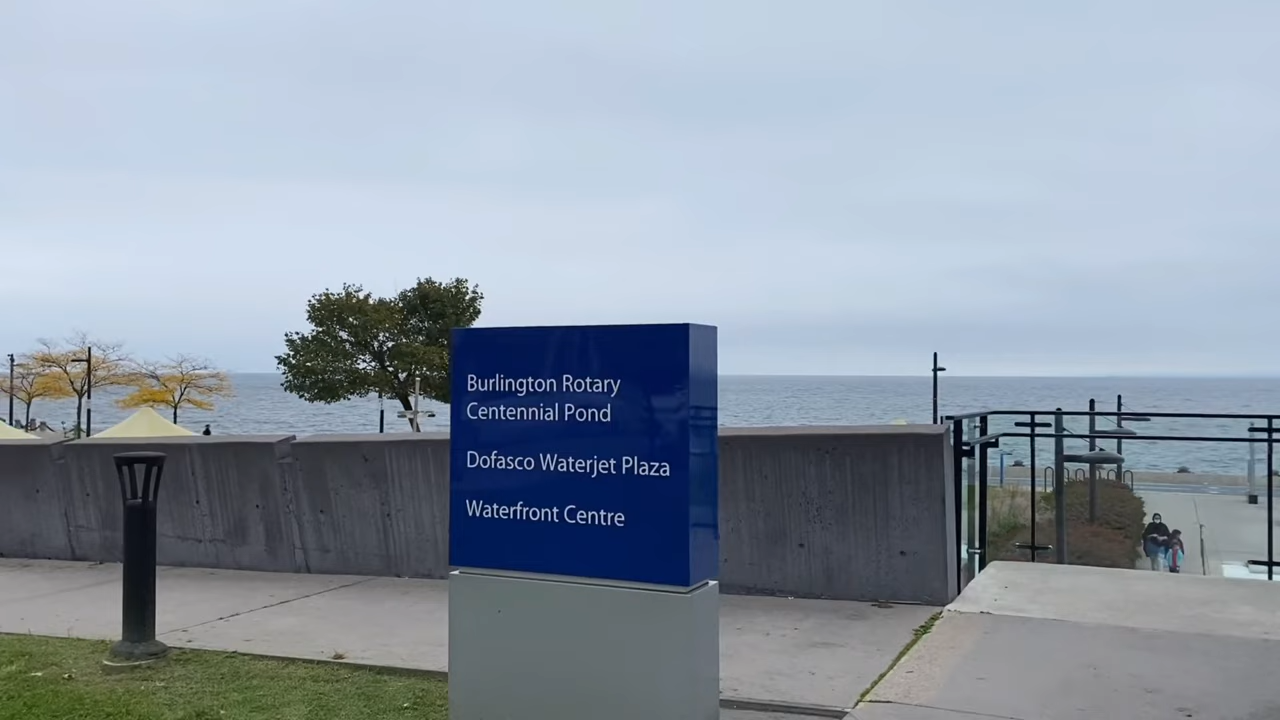 Burlington Rotary
Centennial Pond
Dofasco Waterjet Plaza
Waterfront Centre